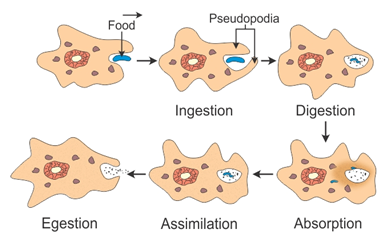 Food
Pseudopodia
Ingestion
Digestion
Egestion
Assimilation
Absorption